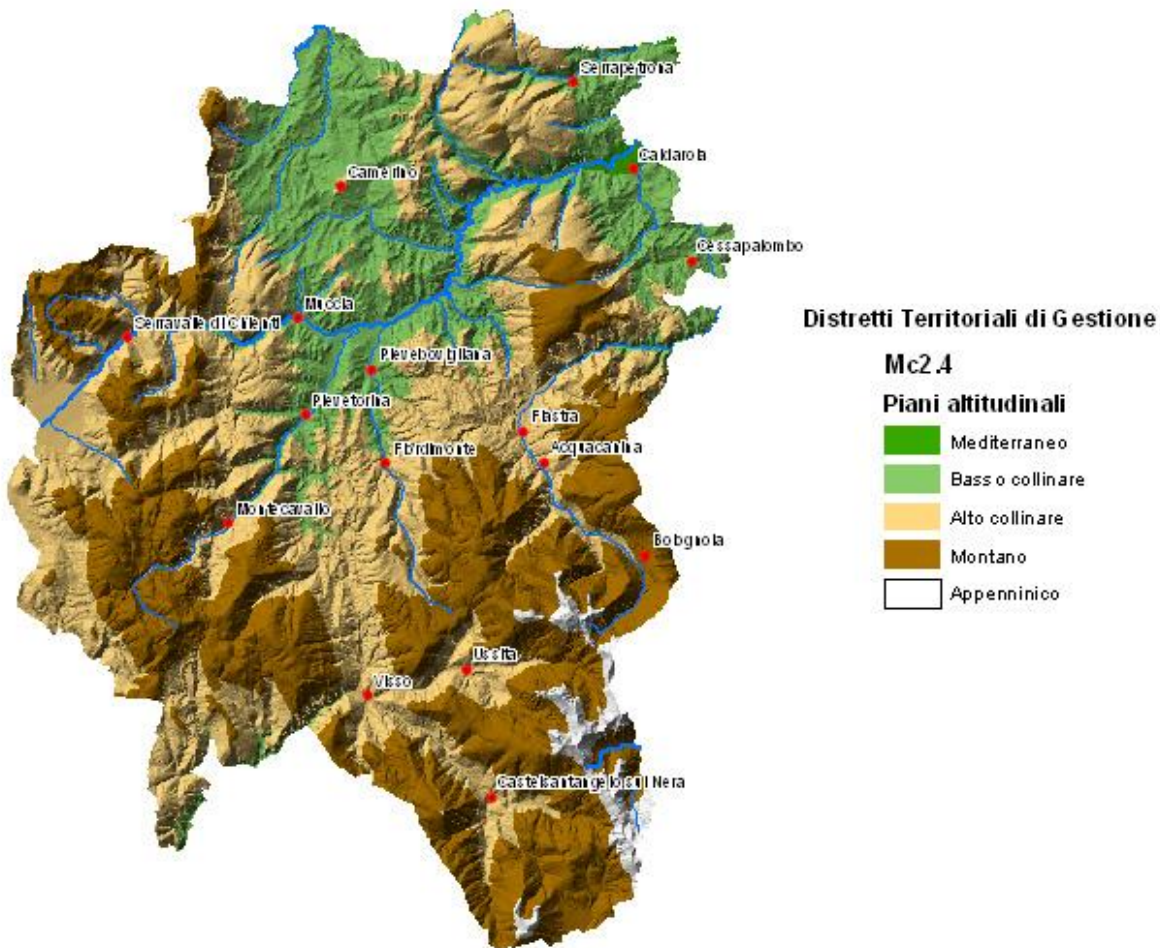 Serrapetrona
Caldarola
Camerino
Cessapalombo
Muccia
Serravalle di Chienti
Distretti Territoriali di Gestione
Mc2.4
Piani altitudinali
Mediterraneo
Basso collinare
Alto collinare
Montano
Appenninico
Pievebovigliana
Pievetorina
Fiastra
Fiordimonte
Acquacanina
Montecavallo
Bolognola
Ussita
Visso
Castelsantangelo sul Nera